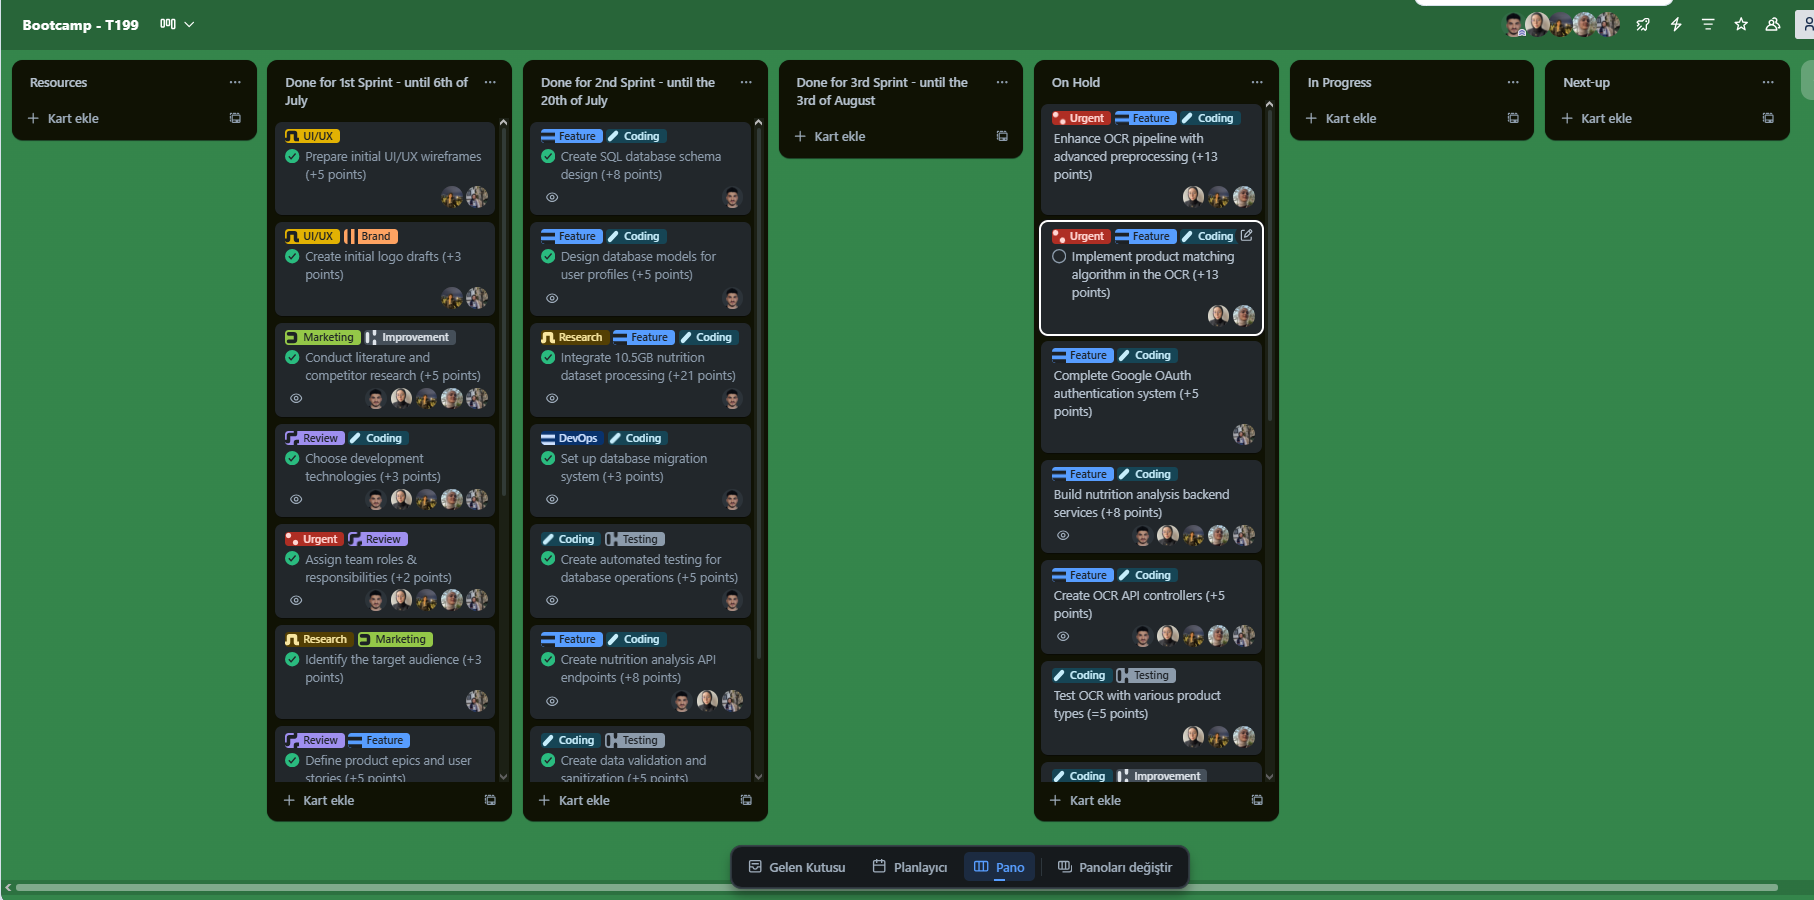 Bootcamp - T199
Resources
Kart ekle
Done for 1st Sprint - until 6th of
July
UI/UX
Prepare initial UI/UX wireframes
(+5 points)
UI/UX Brand
Create initial logo drafts (+3
points)
Marketing Improvement
Conduct literature and
competitor research (+5 points)
Review Coding
Choose development
technologies (+3 points)
Urgent Review
Assign team roles &
responsibilities (+2 points)
Research Marketing
Identify the target audience (+3
points)
Review Feature
Define product epics and user
stories (+5 points)
Kart ekle
Done for 2nd Sprint - until the
20th of July
Feature Coding
Create SQL database schema
design (+8 points)
Feature Coding
Design database models for
user profiles (+5 points)
Research Feature Coding
Integrate 10.5GB nutrition
dataset processing (+21 points)
DevOps Coding
Set up database migration
system (+3 points)
Coding Testing
Create automated testing for
database operations (+5 points)
Feature Coding
Create nutrition analysis API
endpoints (+8 points)
Coding Testing
Create data validation and
sanitization (+5 points)
Kart ekle
Done for 3rd Sprint - until the
3rd of August
Kart ekle
On Hold
Urgent Feature Coding
Enhance OCR pipeline with
advanced preprocessing (+13
points)
Urgent Feature Coding
Implement product matching
algorithm in the OCR (+13
points)
Feature Coding
Complete Google OAuth
authentication system (+5
points)
Feature Coding
Build nutrition analysis backend
services (+8 points)
Feature Coding
Create OCR API controllers (+5
points)
Coding Testing
Test OCR with various product
types (=5 points)
Coding Improvement
Kart ekle
In Progress
Kart ekle
Next-up
Kart ekle
Gelen Kutusu
Planlayıcı
Pano
Panoları değiştir